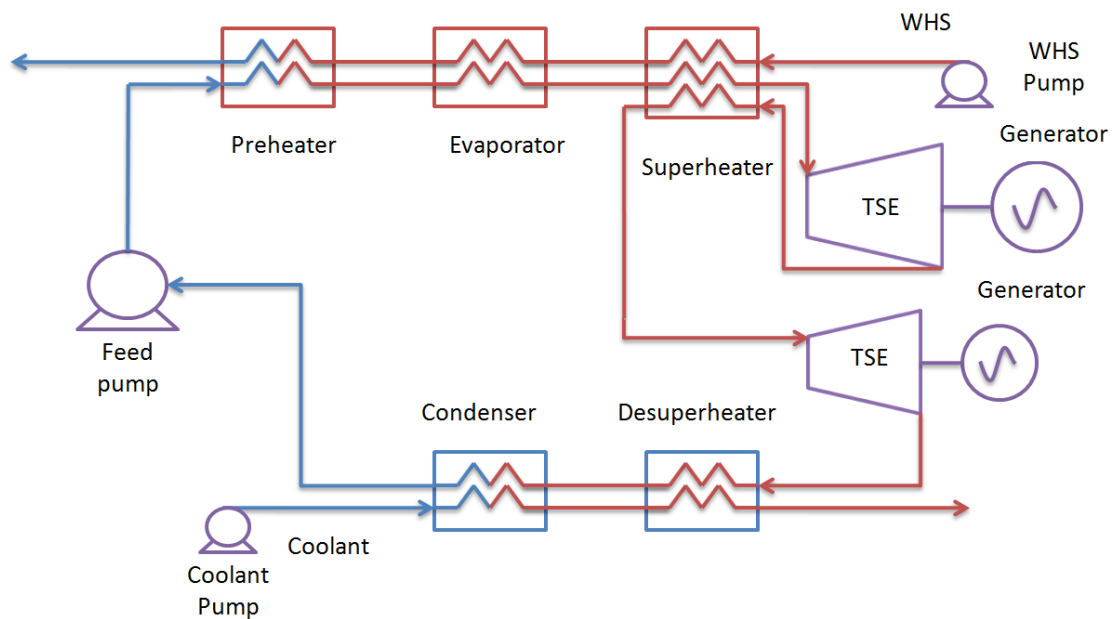 WHS
WHS
Pump
Generator
Preheater
Evaporator
Superheater
TSE
Generator
Feed
pump
TSE
Condenser
Desuperheater
Coolant
Coolant
Pump